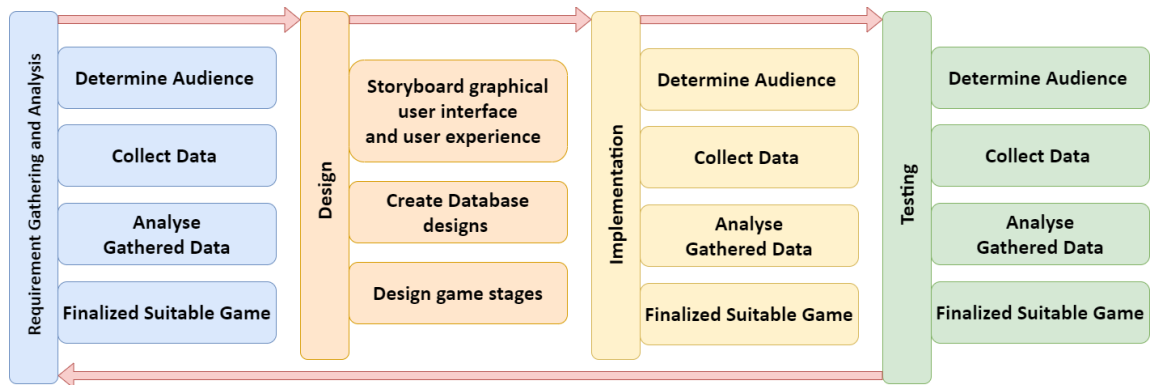 Requirement Gathering and Analysis
Determine Audience
Collect Data
Analyse
Gathered Data
Finalized Suitable Game
Design
Storyboard graphical
user interface
and user experience
Create Database
designs
Design game stages
Implementation
Determine Audience
Collect Data
Analyse
Gathered Data
Finalized Suitable Game
Testing
Determine Audience
Collect Data
Analyse
Gathered Data
Finalized Suitable Game